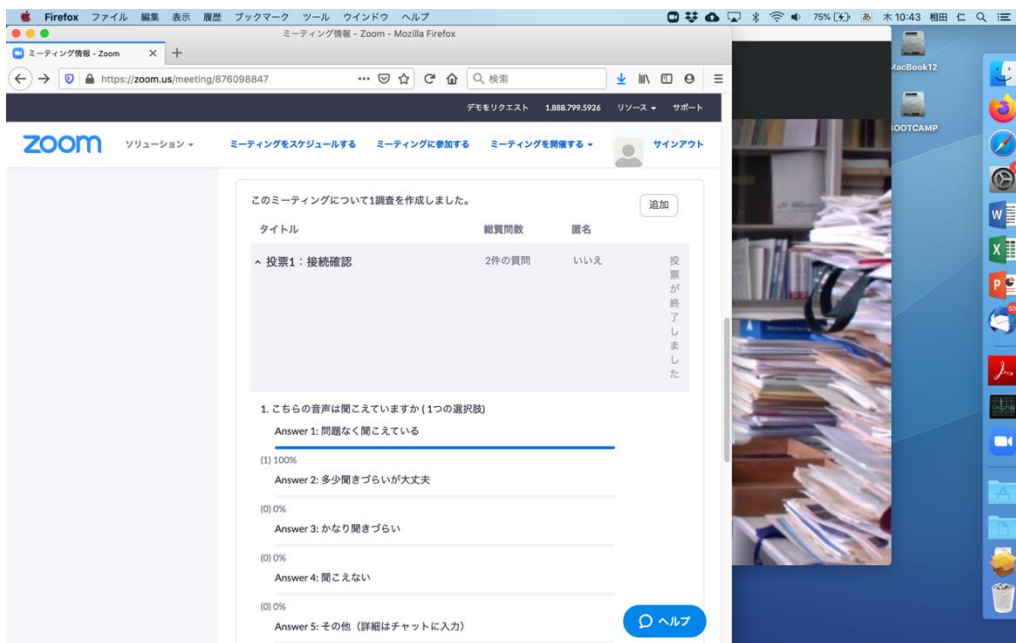 Firefox ファイル 編集 表示 履歴 ブックマーク ツール ウインドウ ヘルプ
75% あ 木10:43 相田 仁
ミーティング情報 - Zoom - Mozilla Firefox
ミーティング情報 - Zoom
https://zoom.us/meeting/876098847
検索
デモをリクエスト 1.888.799.5926 リソース サポート
zoom ソリューション ミーティングをスケジュールする ミーティングに参加する ミーティングを開催する サインアウト
このミーティングについて1調査を作成しました。 追加
タイトル 総質問数 匿名
投票1：接続確認 2件の質問 いいえ 投票が終了しました
1. こちらの音声は聞こえていますか ( 1つの選択肢)
Answer 1: 問題なく聞こえている
(1) 100%
Answer 2: 多少聞きづらいが大丈夫
(0) 0%
Answer 3: かなり聞きづらい
(0) 0%
Answer 4: 聞こえない
(0) 0%
Answer 5: その他（詳細はチャットに入力）
ヘルプ
MacBook12
BOOTCAMP